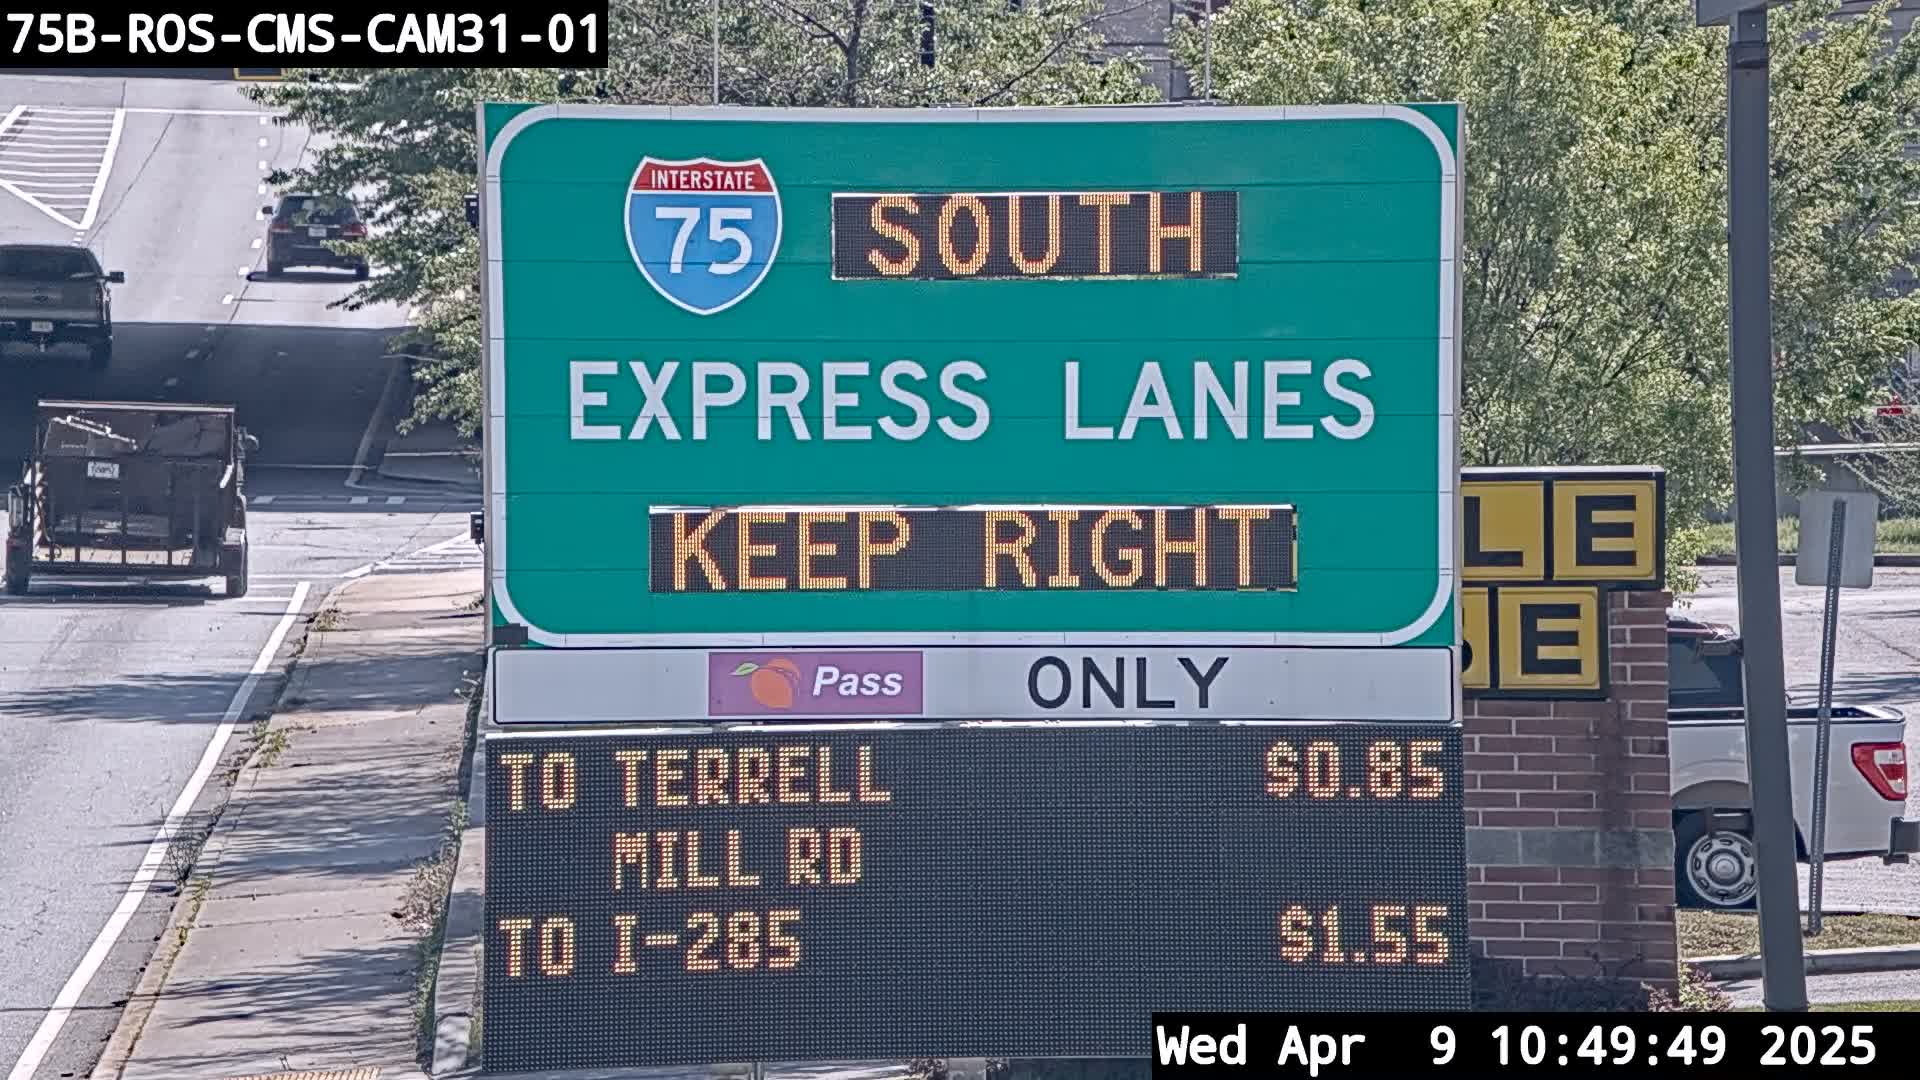 75B-ROS-CMS-CAM31-01
INTERSTATE
75
SOUTH
EXPRESS LANES
KEEP RIGHT
LE
E
Pass ONLY
TO TERRELL $0.85
MILL RD
TO I-285 $1.55
Wed Apr 9 10:49:49 2025